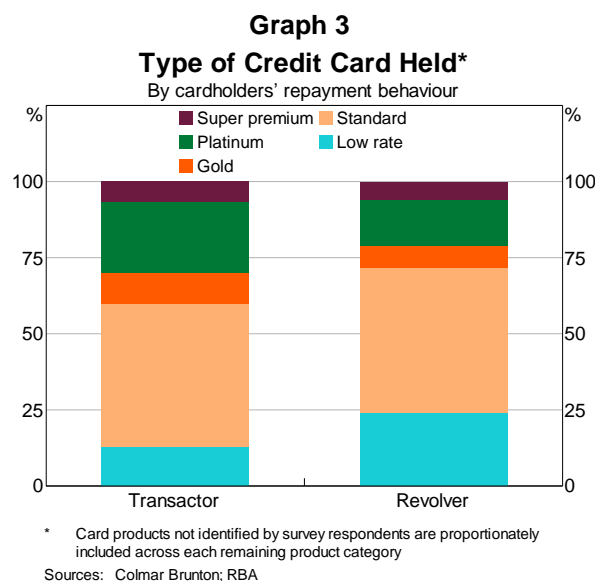 Graph 3
Type of Credit Card Held*
By cardholders' repayment behaviour
% %
Super premium Standard
Platinum Low rate
Gold
100 100
75 75
50 50
25 25
0 0
Transactor Revolver
* Card products not identified by survey respondents are proportionately
included across each remaining product category
Sources: Colmar Brunton; RBA